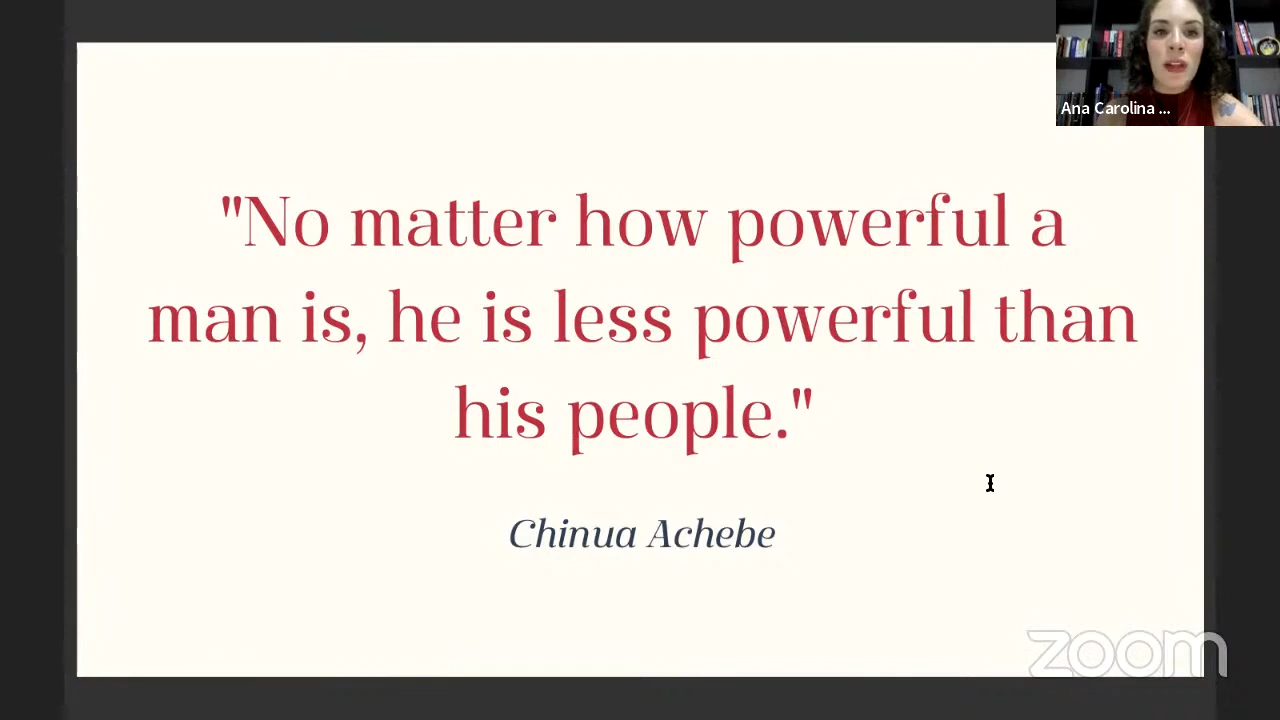 Ana Carolina ...
"No matter how powerful a
man is, he is less powerful than
his people."
Chinua Achebe
zoom